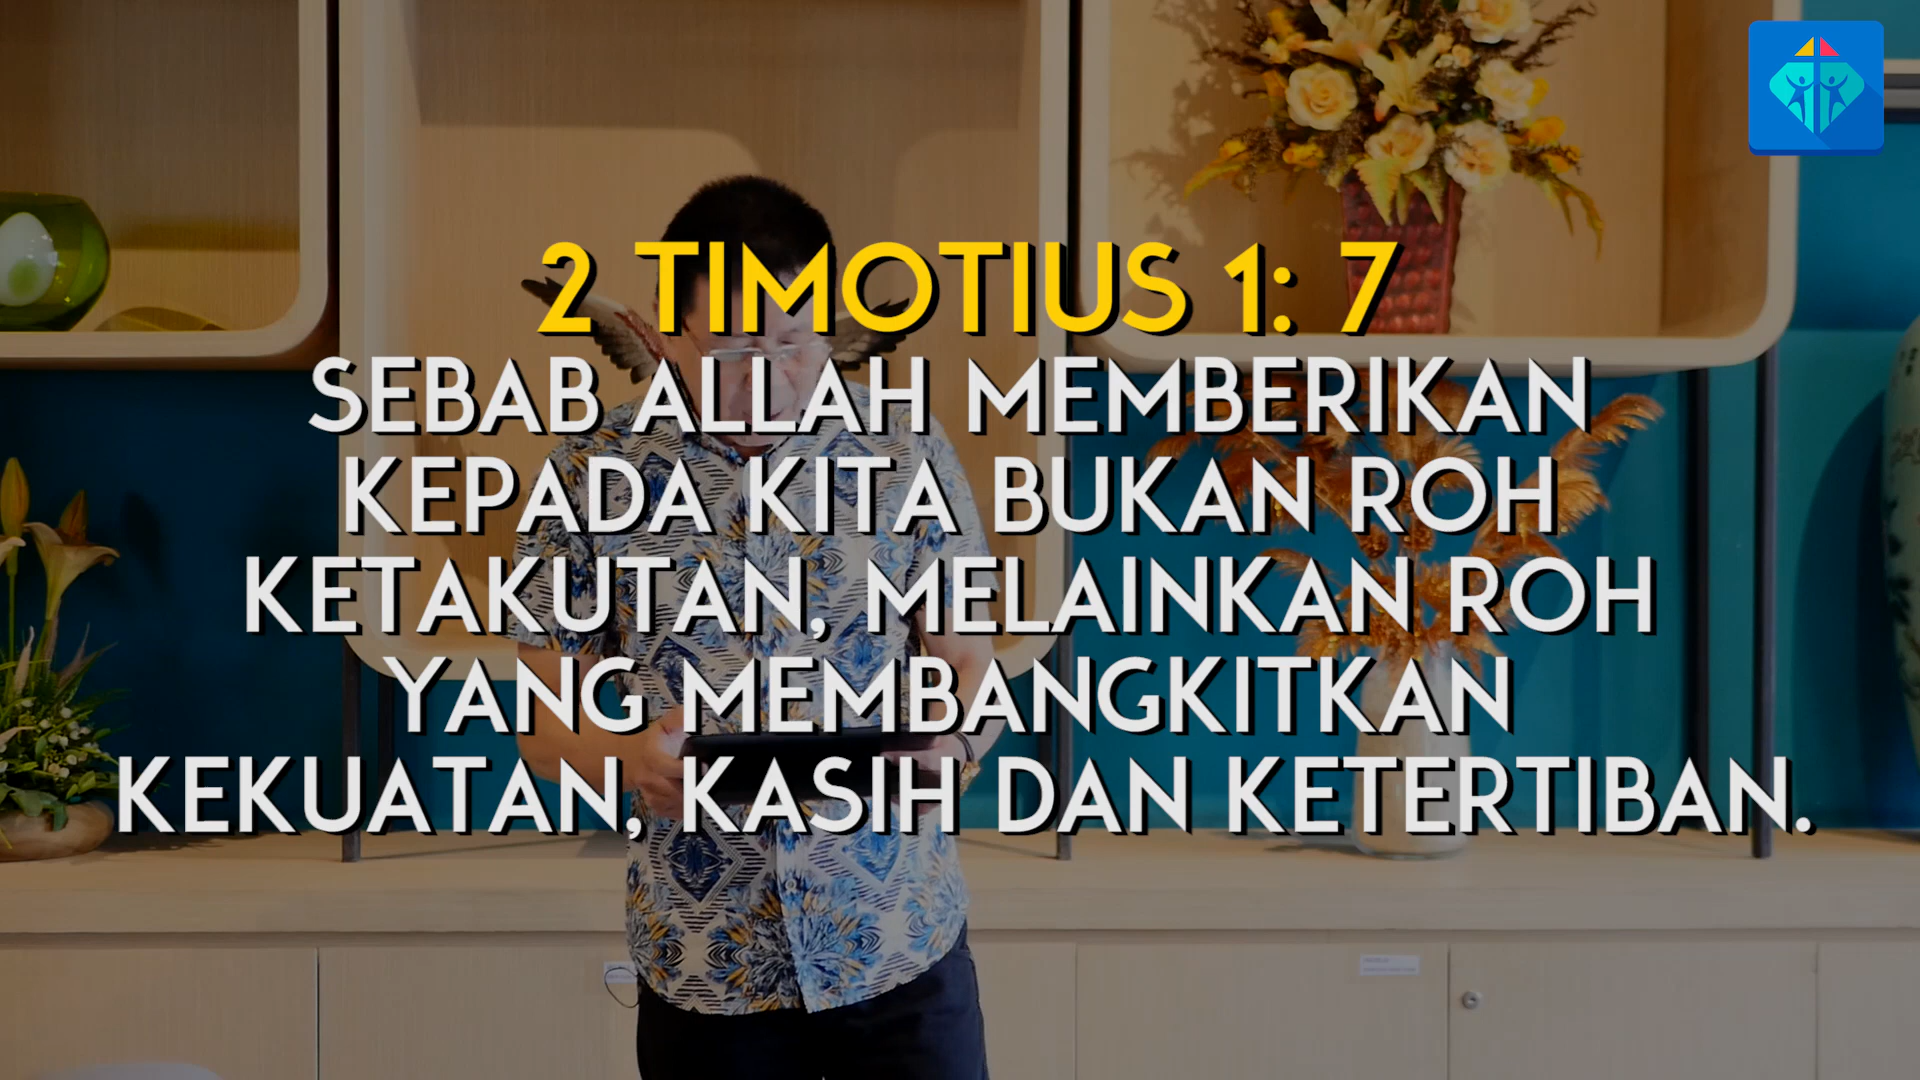 2 TIMOTIUS 1: 7
SEBAB ALLAH MEMBERIKAN
KEPADA KITA BUKAN ROH
KETAKUTAN, MELAINKAN ROH
YANG MEMBANGKITKAN
KEKUATAN, KASIH DAN KETERTIBAN.